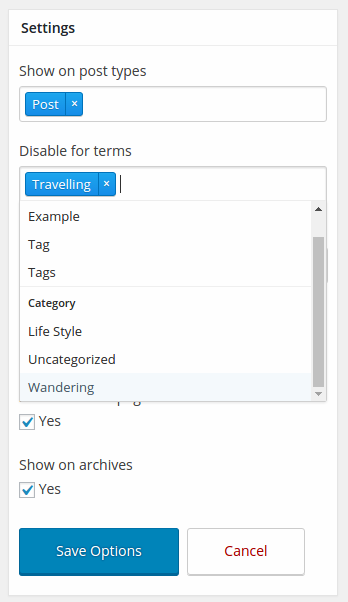 Settings
Show on post types
Post ×
Disable for terms
Travelling ×
Example
Tag
Tags
Category
Life Style
Uncategorized
Wandering
Yes
Show on archives
Yes
Save Options
Cancel